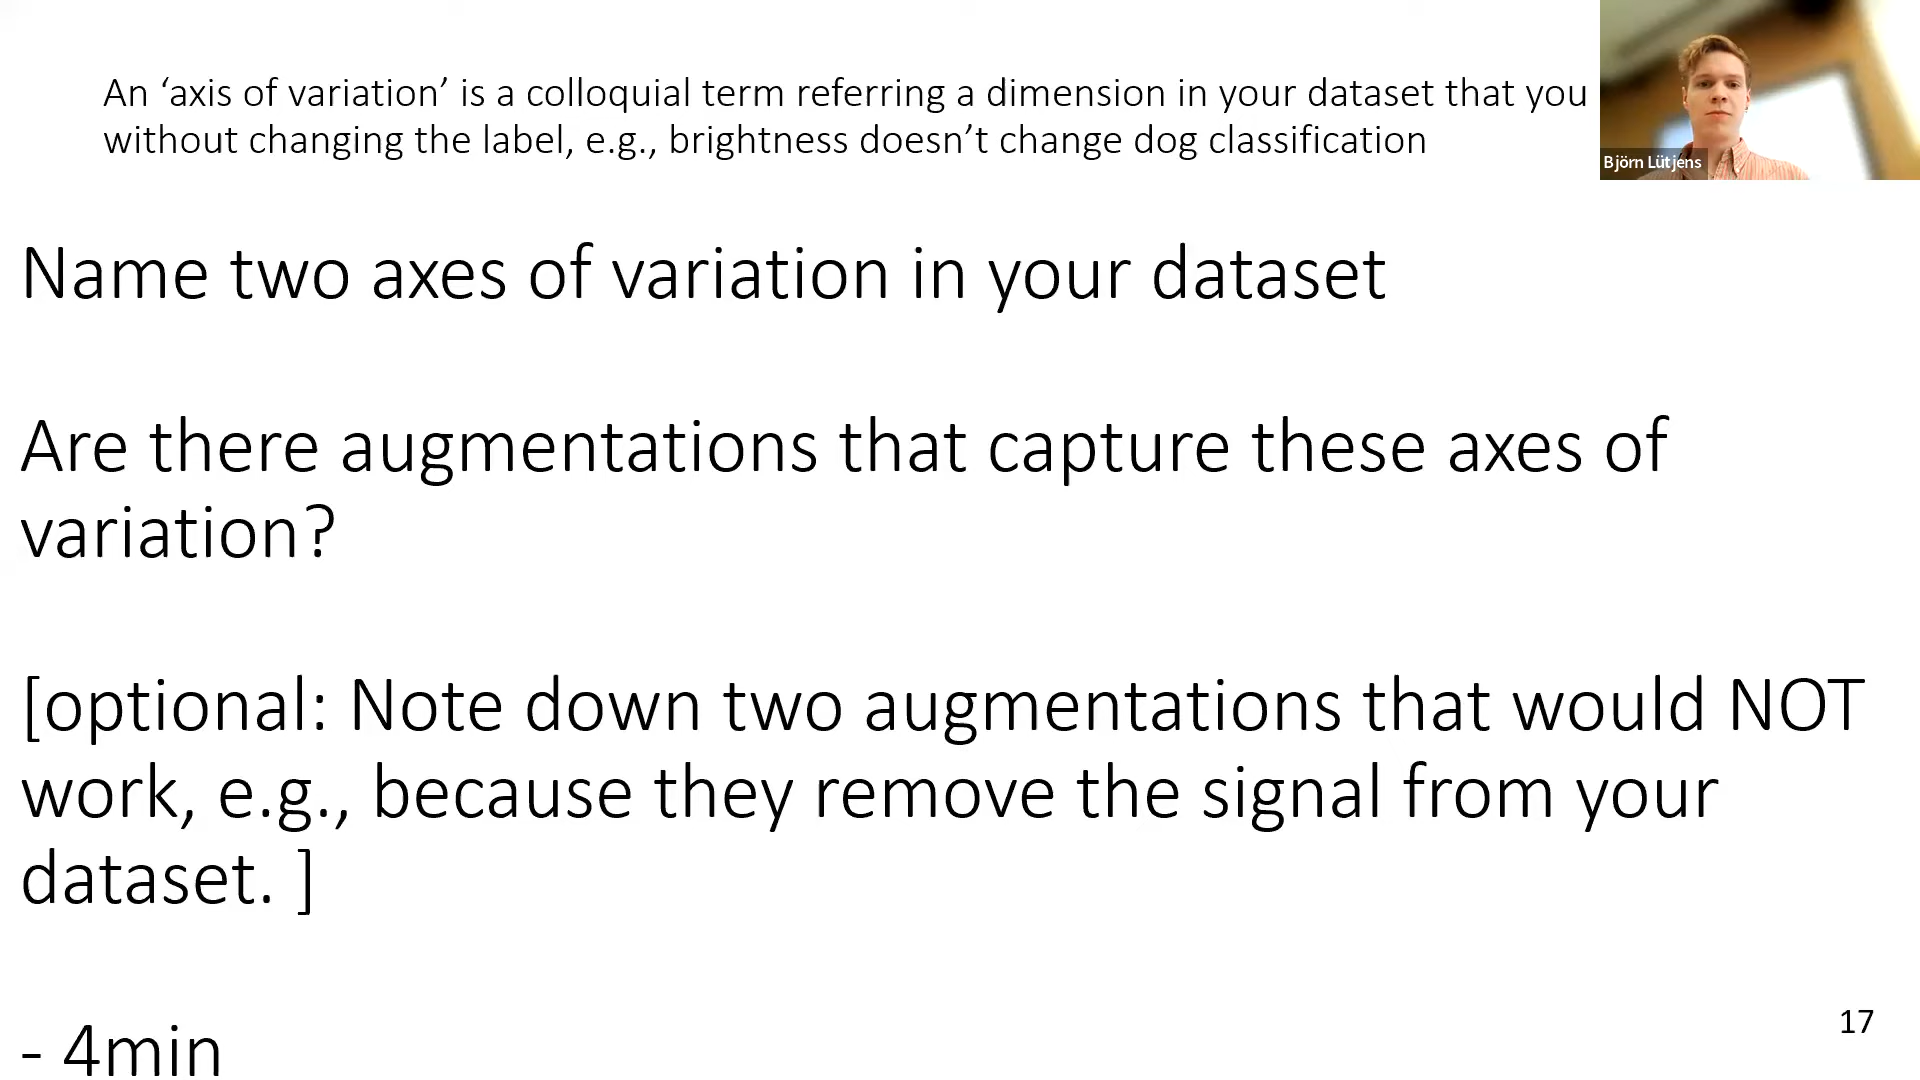 An ‘axis of variation’ is a colloquial term referring a dimension in your dataset that you
without changing the label, e.g., brightness doesn’t change dog classification
Björn Lütjens
Name two axes of variation in your dataset
Are there augmentations that capture these axes of
variation?
[optional: Note down two augmentations that would NOT
work, e.g., because they remove the signal from your
dataset. ]
- 4min
17